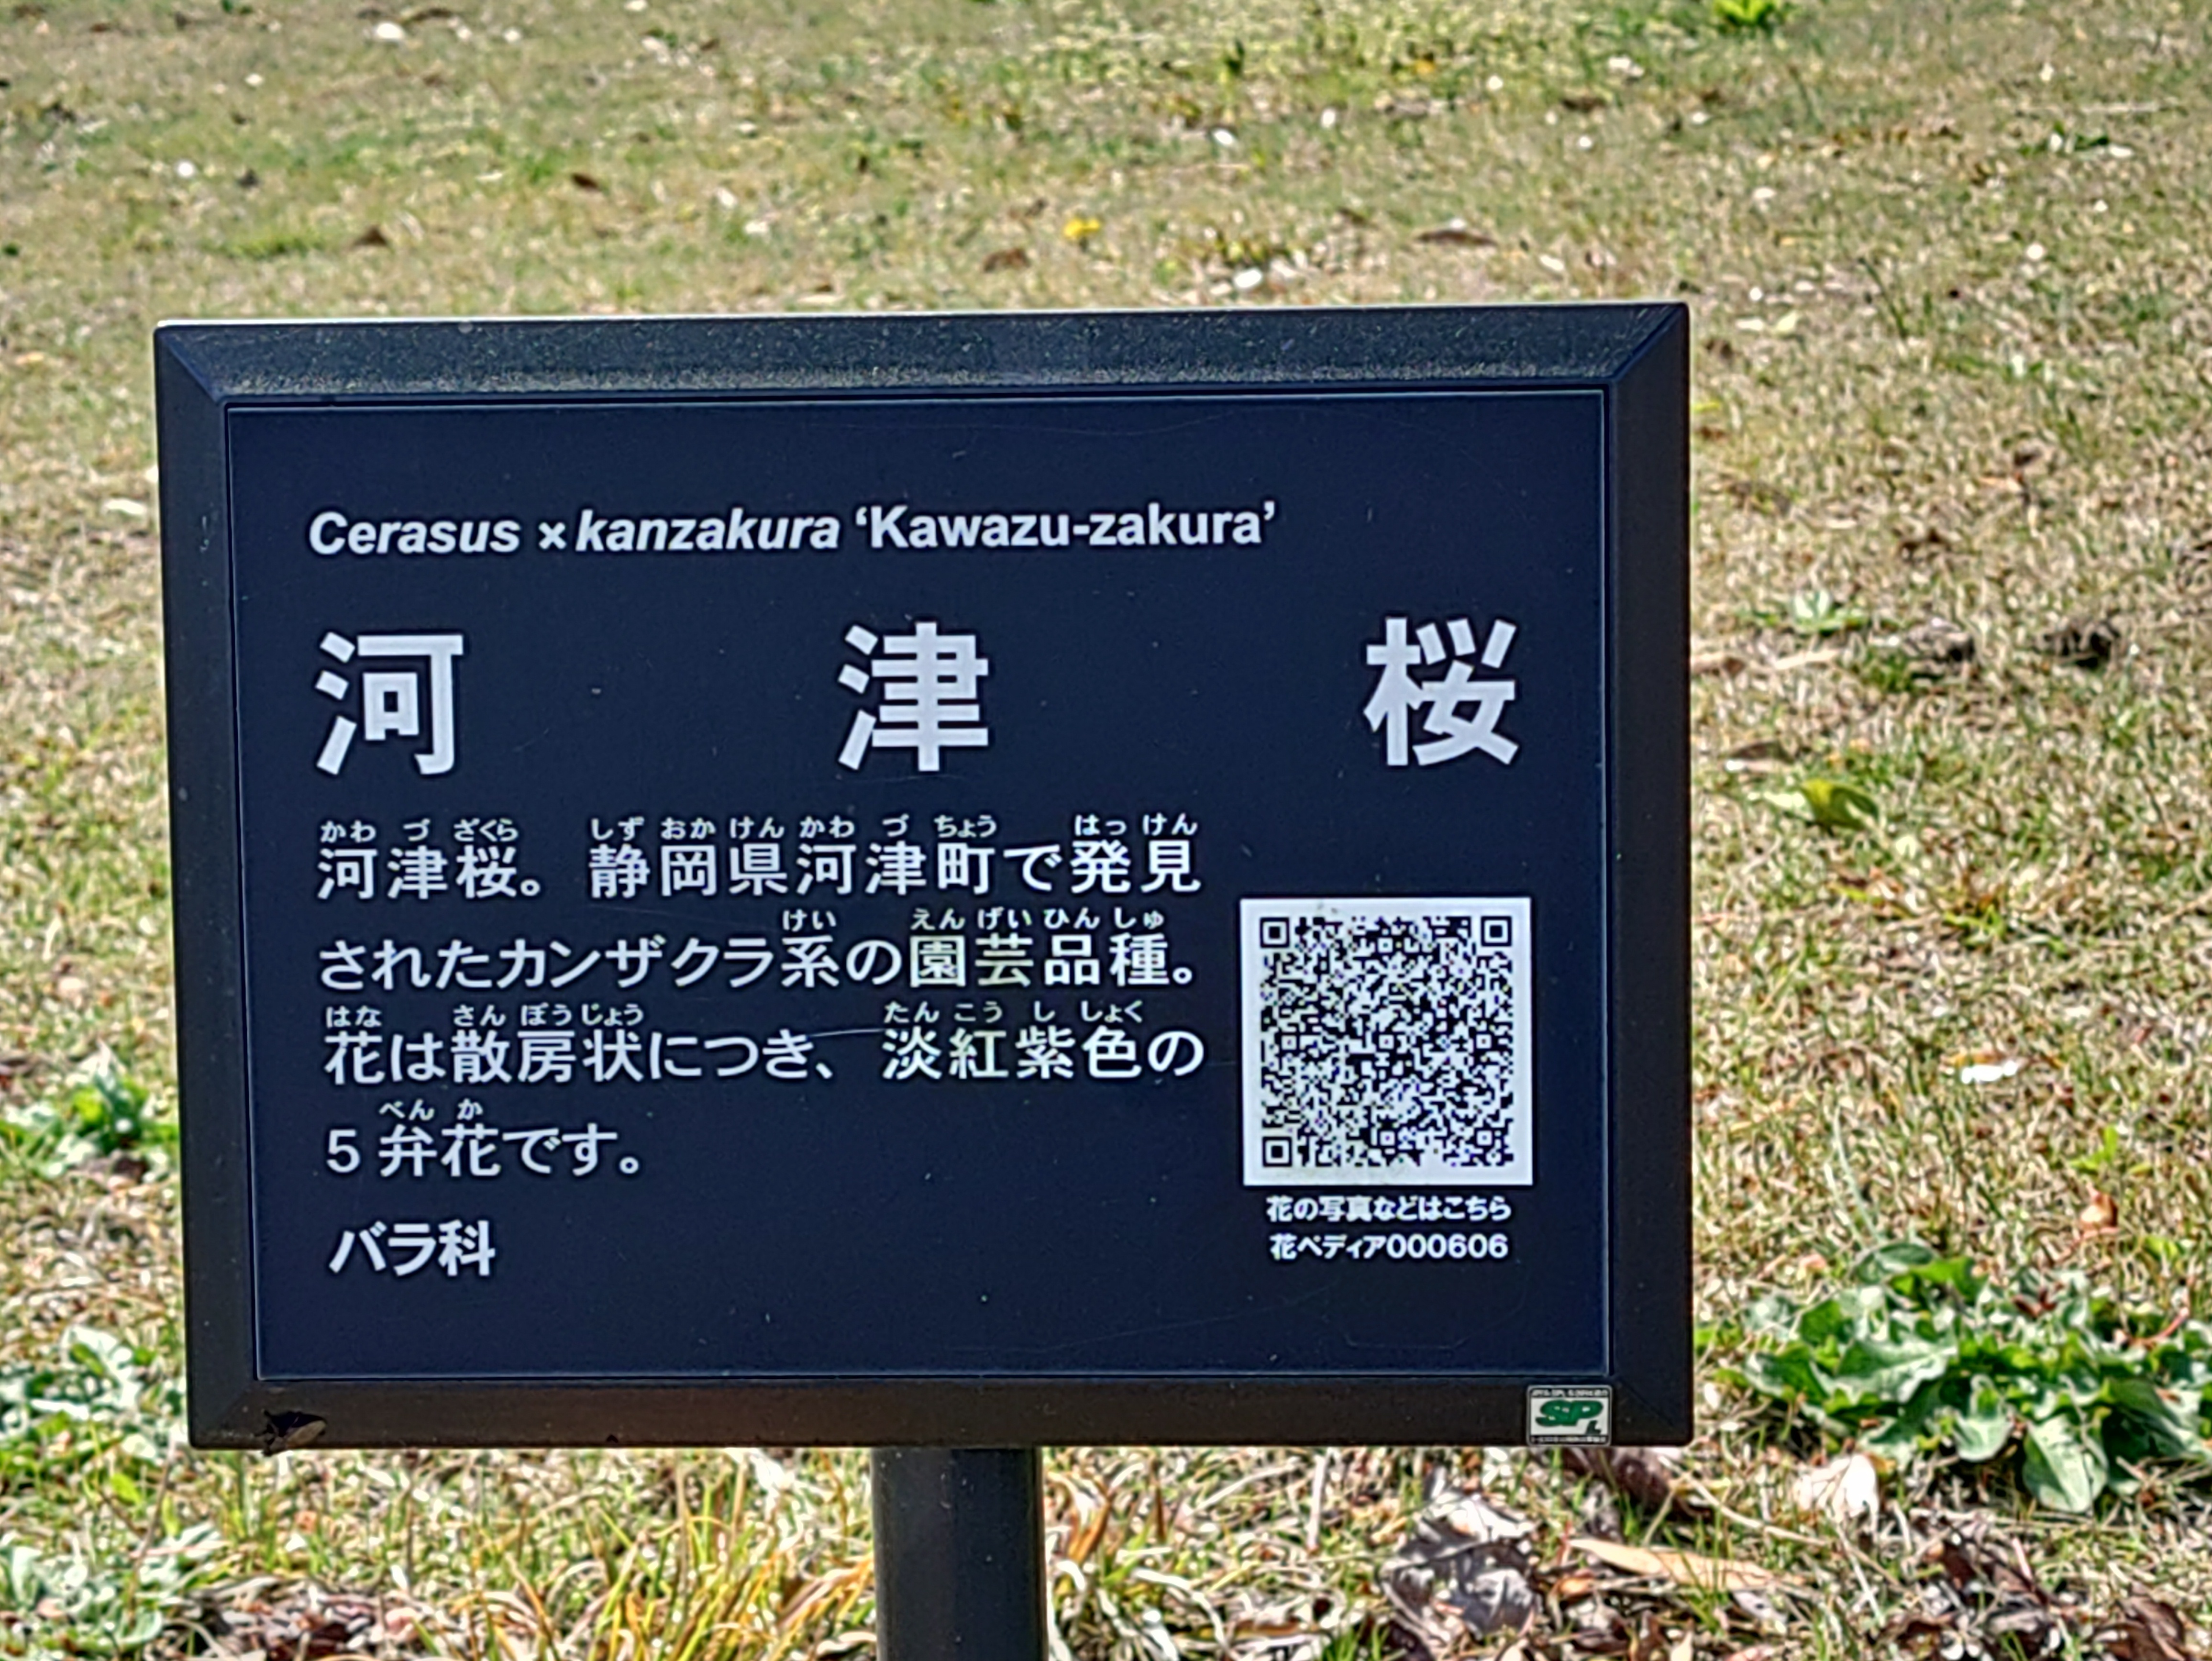 Cerasus × kanzakura ‘Kawazu-zakura’
河津桜
かわづざくら しずおかけんかわづちょう はっけん
河津桜。静岡県河津町で発見
けい えんげいひんしゅ
されたカンザクラ系の園芸品種。
はな さんぼうじょう たんこうししょく
花は散房状につき、淡紅紫色の
べんか
5弁花です。
バラ科
花の写真などはこちら
花ペディア000606
SP